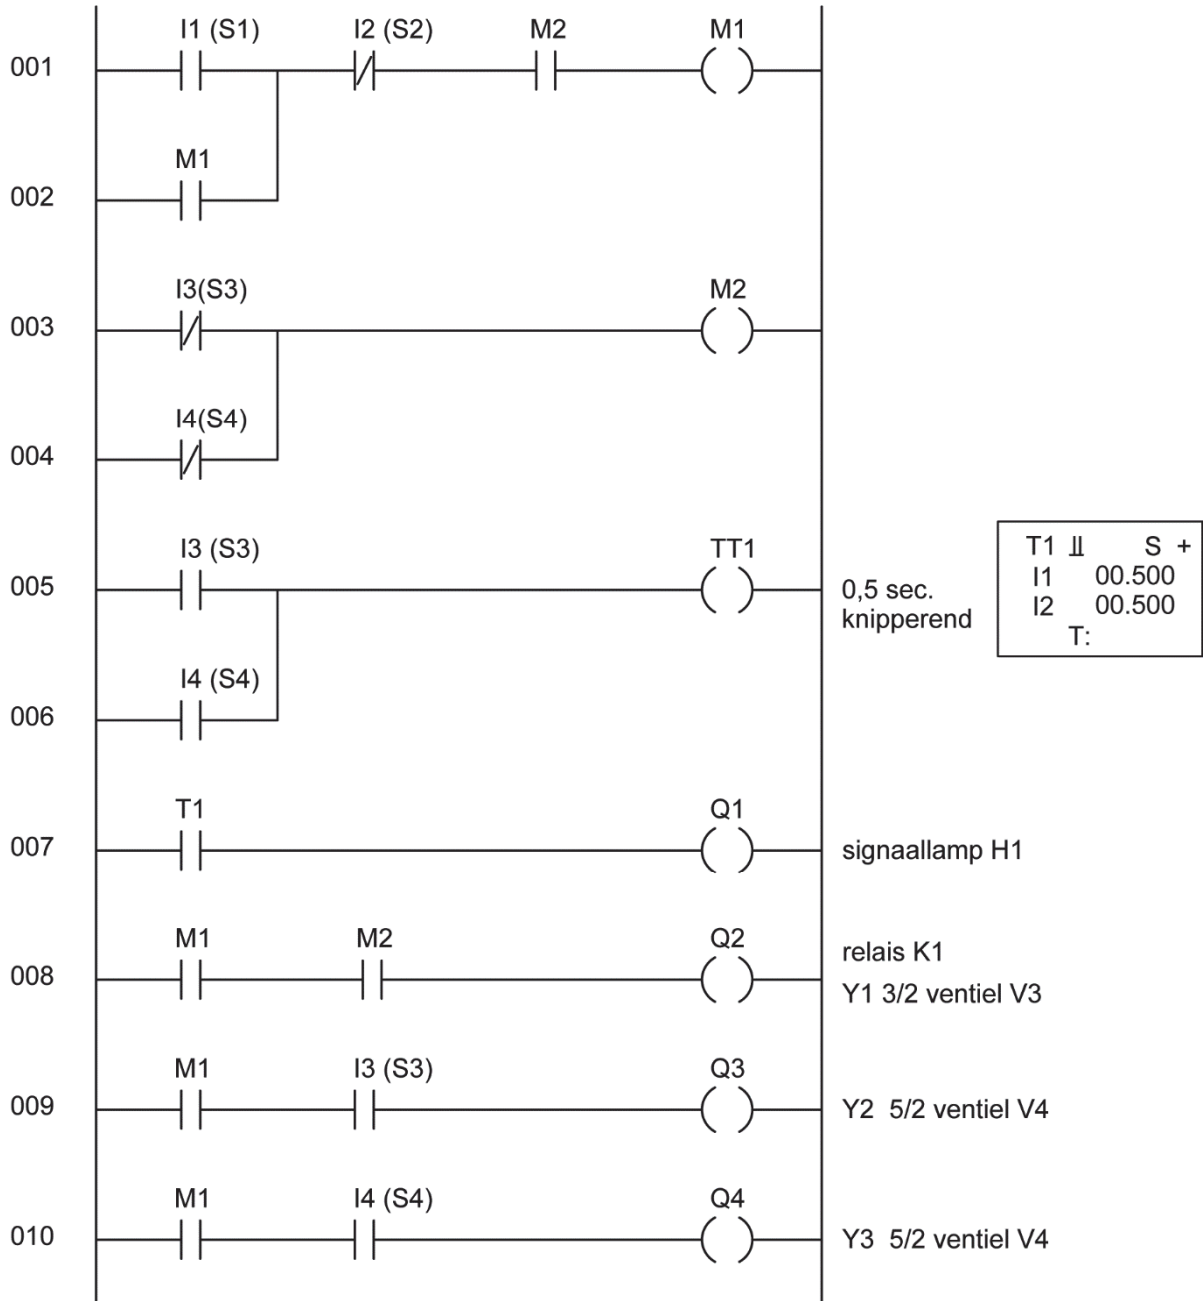 I1 (S1) I2 (S2) M2 M1
001
M1
002
I3(S3) M2
003
I4(S4)
004
I3 (S3) TT1
005
0,5 sec.
knipperend
T1 ⫫ S +
I1 00.500
I2 00.500
T:
I4 (S4)
006
T1 Q1
007 signaallamp H1
M1 M2 Q2
008
relais K1
Y1 3/2 ventiel V3
M1 I3 (S3) Q3
009 Y2 5/2 ventiel V4
M1 I4 (S4) Q4
010 Y3 5/2 ventiel V4